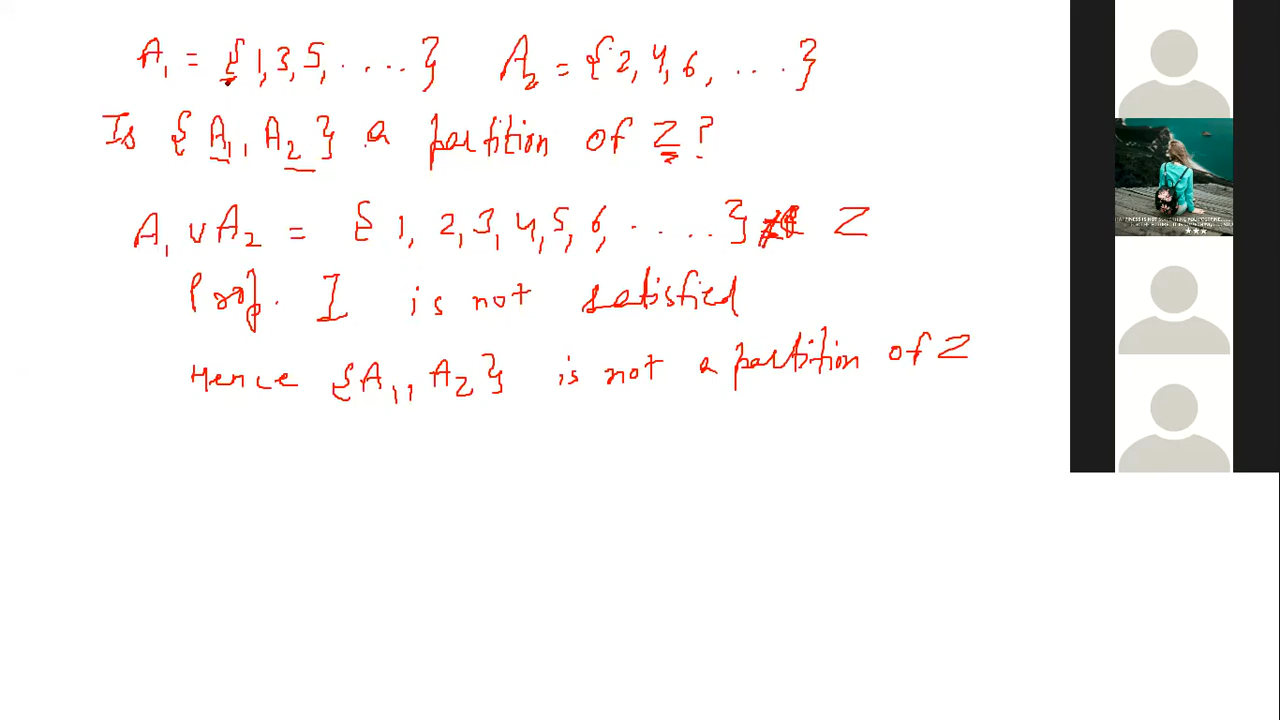 A₁ = {1, 3, 5, ....} A₂ = {2, 4, 6, ....}
Is {A₁, A₂} a partition of Z?
A₁ ∪ A₂ = {1, 2, 3, 4, 5, 6, .....} Z
Prop. I is not satisfied
Hence {A₁, A₂} is not a partition of Z